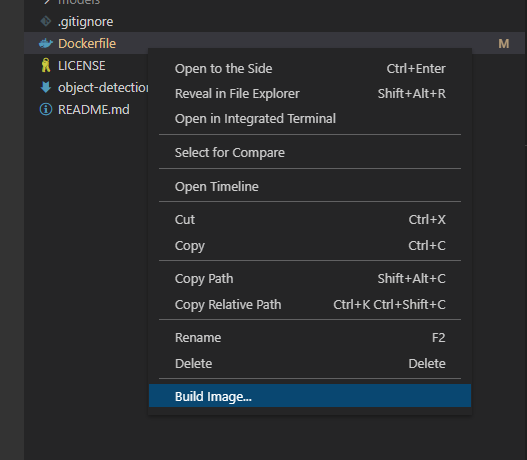 models
.gitignore
Dockerfile M
LICENSE
object-detection
README.md
Open to the Side Ctrl+Enter
Reveal in File Explorer Shift+Alt+R
Open in Integrated Terminal
Select for Compare
Open Timeline
Cut Ctrl+X
Copy Ctrl+C
Copy Path Shift+Alt+C
Copy Relative Path Ctrl+K Ctrl+Shift+C
Rename F2
Delete Delete
Build Image...